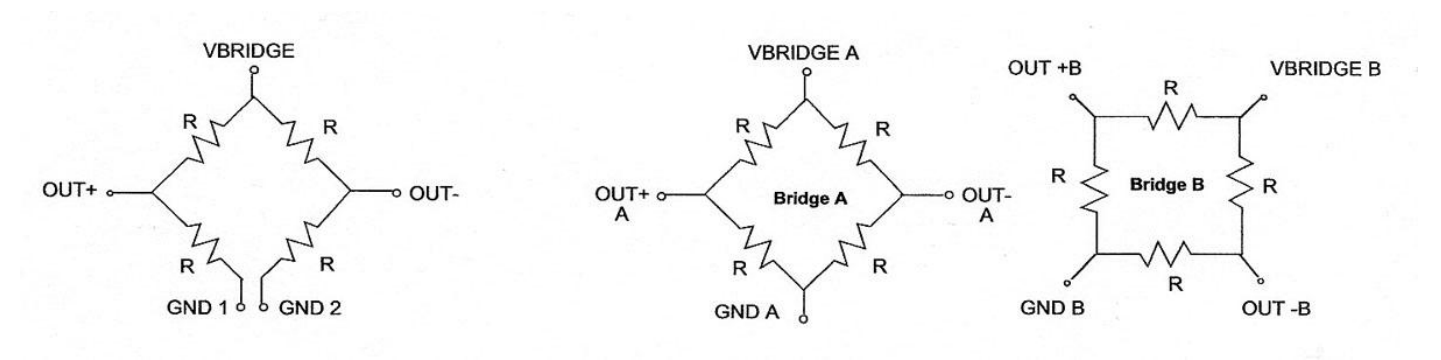 VBRIDGE
R
R
OUT+
OUT-
R
R
GND 1
GND 2
VBRIDGE A
R
R
OUT+
A
Bridge A
OUT-
A
R
R
GND A
OUT +B
VBRIDGE B
R
R
Bridge B
R
R
GND B
OUT -B